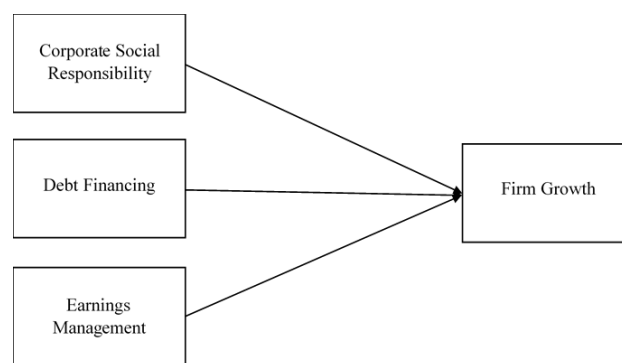 Corporate Social
Responsibility
Debt Financing
Firm Growth
Earnings
Management